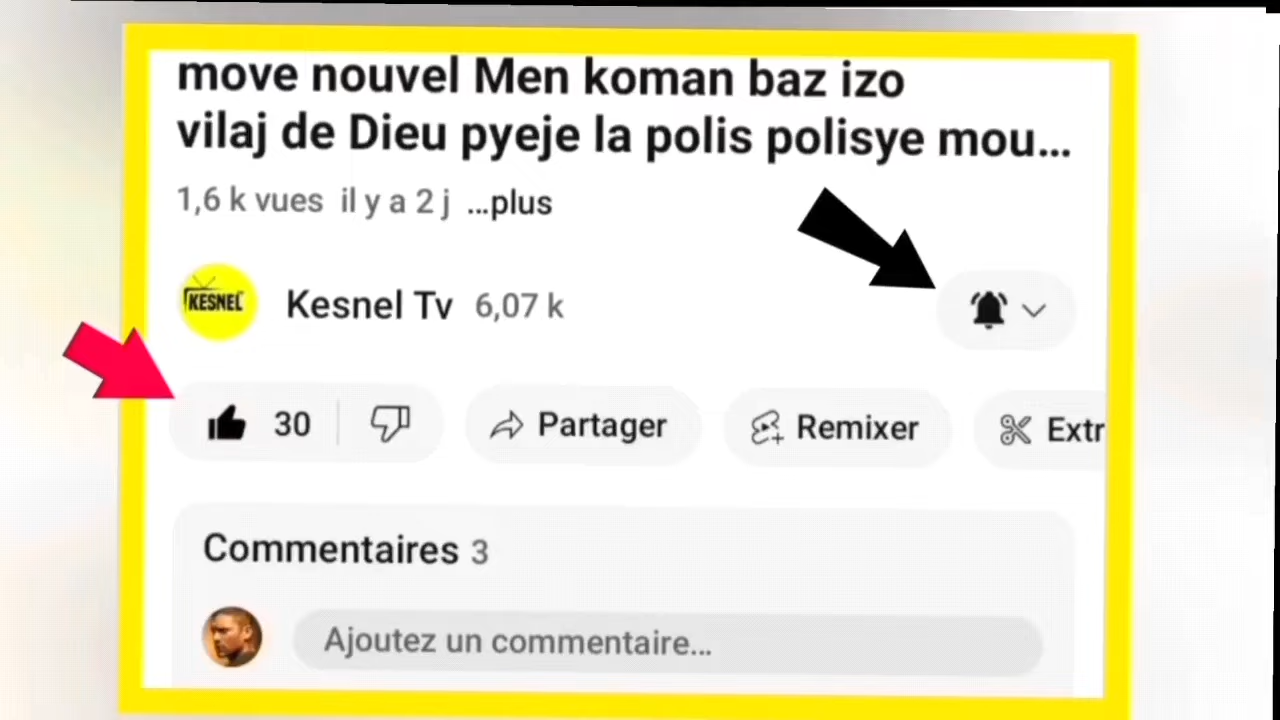 move nouvel Men koman baz izo
vilaj de Dieu pyeje la polis polisye mou...
1,6 k vues il y a 2 j ...plus
KESNEL
Kesnel Tv 6,07 k
30 Partager Remixer Extr
Commentaires 3
Ajoutez un commentaire...